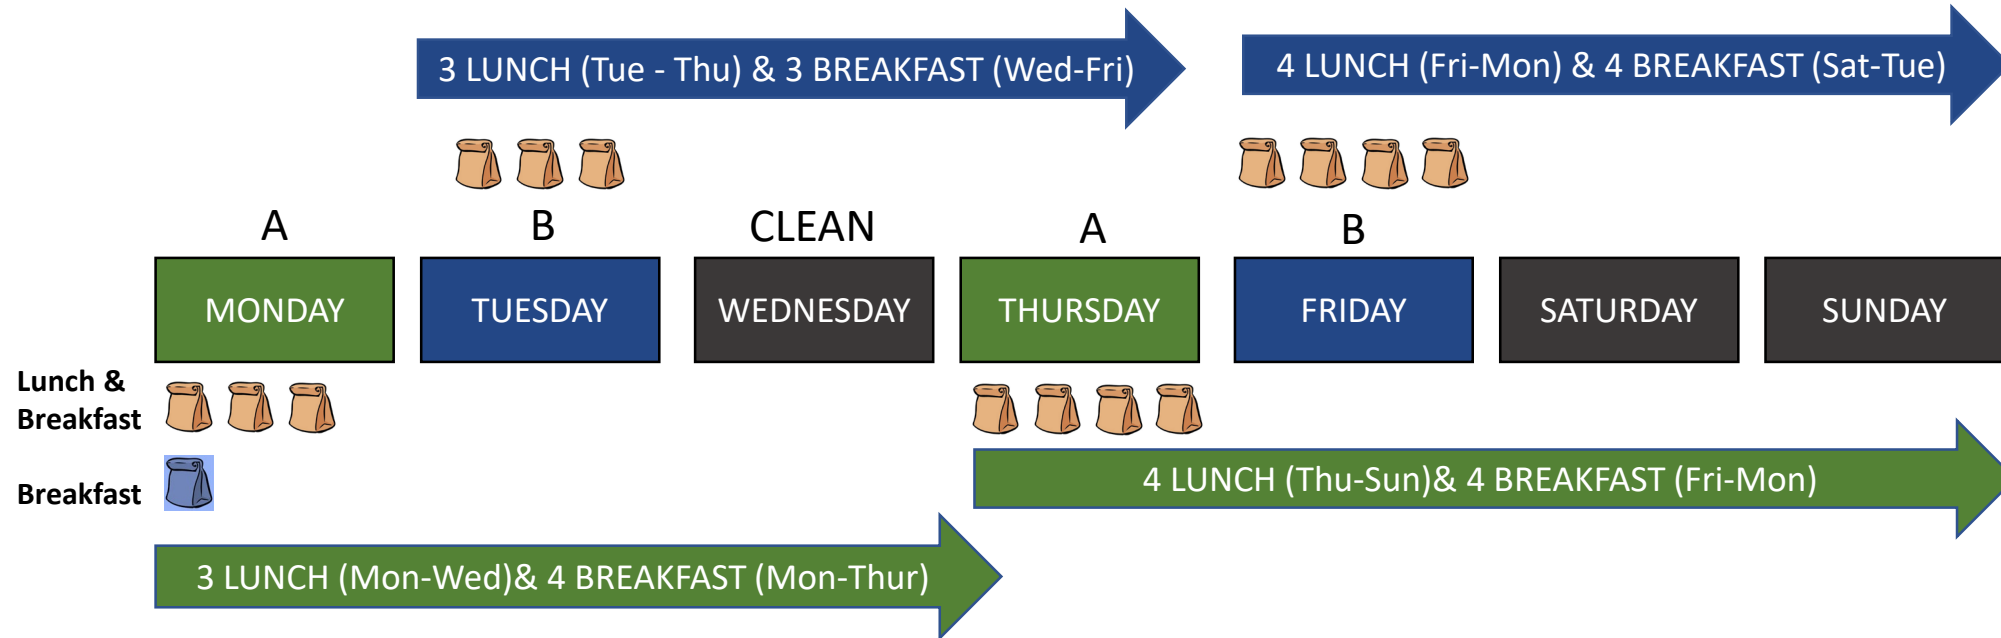 3 LUNCH (Tue - Thu) & 3 BREAKFAST (Wed-Fri)
4 LUNCH (Fri-Mon) & 4 BREAKFAST (Sat-Tue)
A
B
CLEAN
A
B
MONDAY
TUESDAY
WEDNESDAY
THURSDAY
FRIDAY
SATURDAY
SUNDAY
Lunch &
Breakfast
Breakfast
4 LUNCH (Thu-Sun)& 4 BREAKFAST (Fri-Mon)
3 LUNCH (Mon-Wed)& 4 BREAKFAST (Mon-Thur)